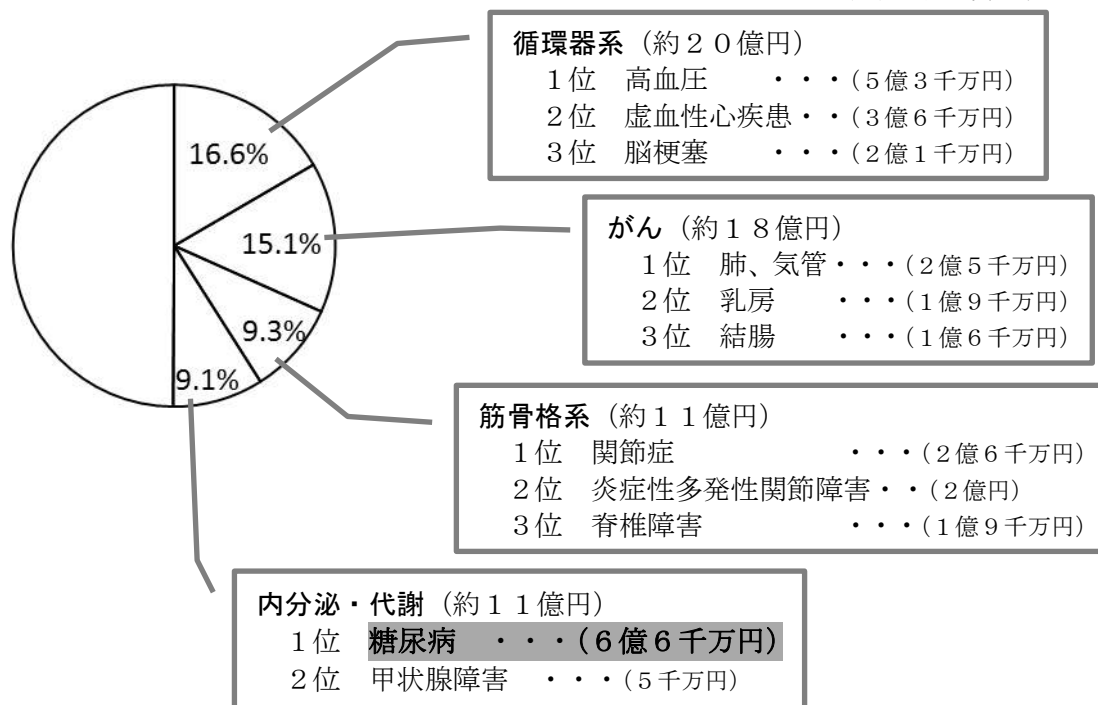 循環器系（約２０億円）
１位　高血圧　　・・・（５億３千万円）
２位　虚血性心疾患・・（３億６千万円）
３位　脳梗塞　　・・・（２億１千万円）
16.6%
がん（約１８億円）
１位　肺、気管・・・（２億５千万円）
２位　乳房　　・・・（１億９千万円）
３位　結腸　　・・・（１億６千万円）
15.1%
9.3%
9.1%
筋骨格系（約１１億円）
１位　関節症　　　　　・・・（２億６千万円）
２位　炎症性多発性関節障害・・（２億円）
３位　脊椎障害　　　　・・・（１億９千万円）
内分泌・代謝（約１１億円）
１位　糖尿病　・・・（６億６千万円）
２位　甲状腺障害　・・・（５千万円）